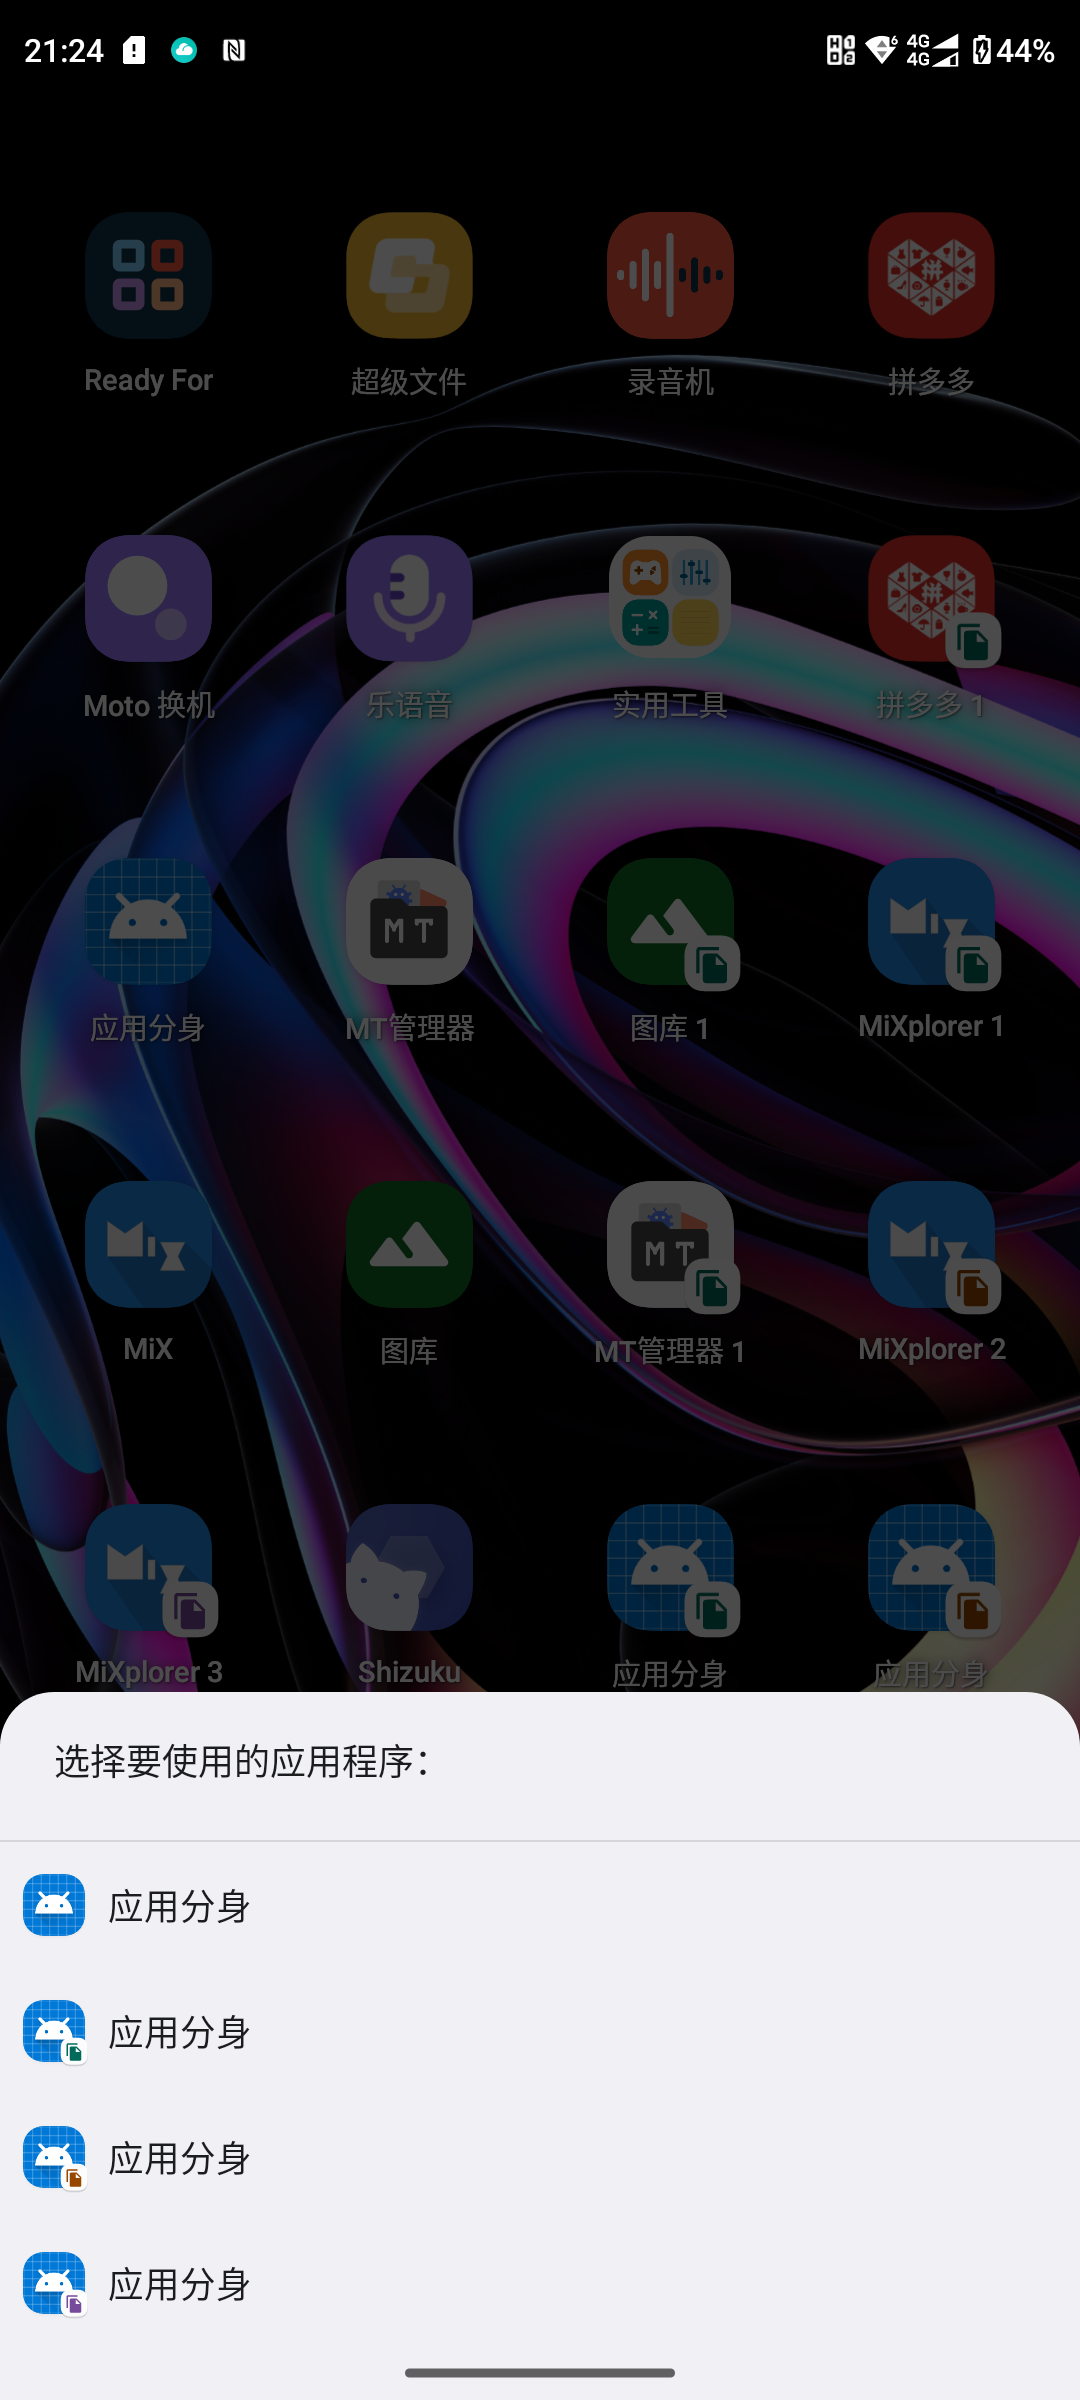 21:24
4G
4G
44%
Ready For
超级文件
录音机
拼多多
Moto 换机
乐语音
实用工具
拼多多 1
应用分身
MT管理器
图库 1
MiXplorer 1
MiX
图库
MT管理器 1
MiXplorer 2
MiXplorer 3
Shizuku
应用分身
应用分身
选择要使用的应用程序：
应用分身
应用分身
应用分身
应用分身